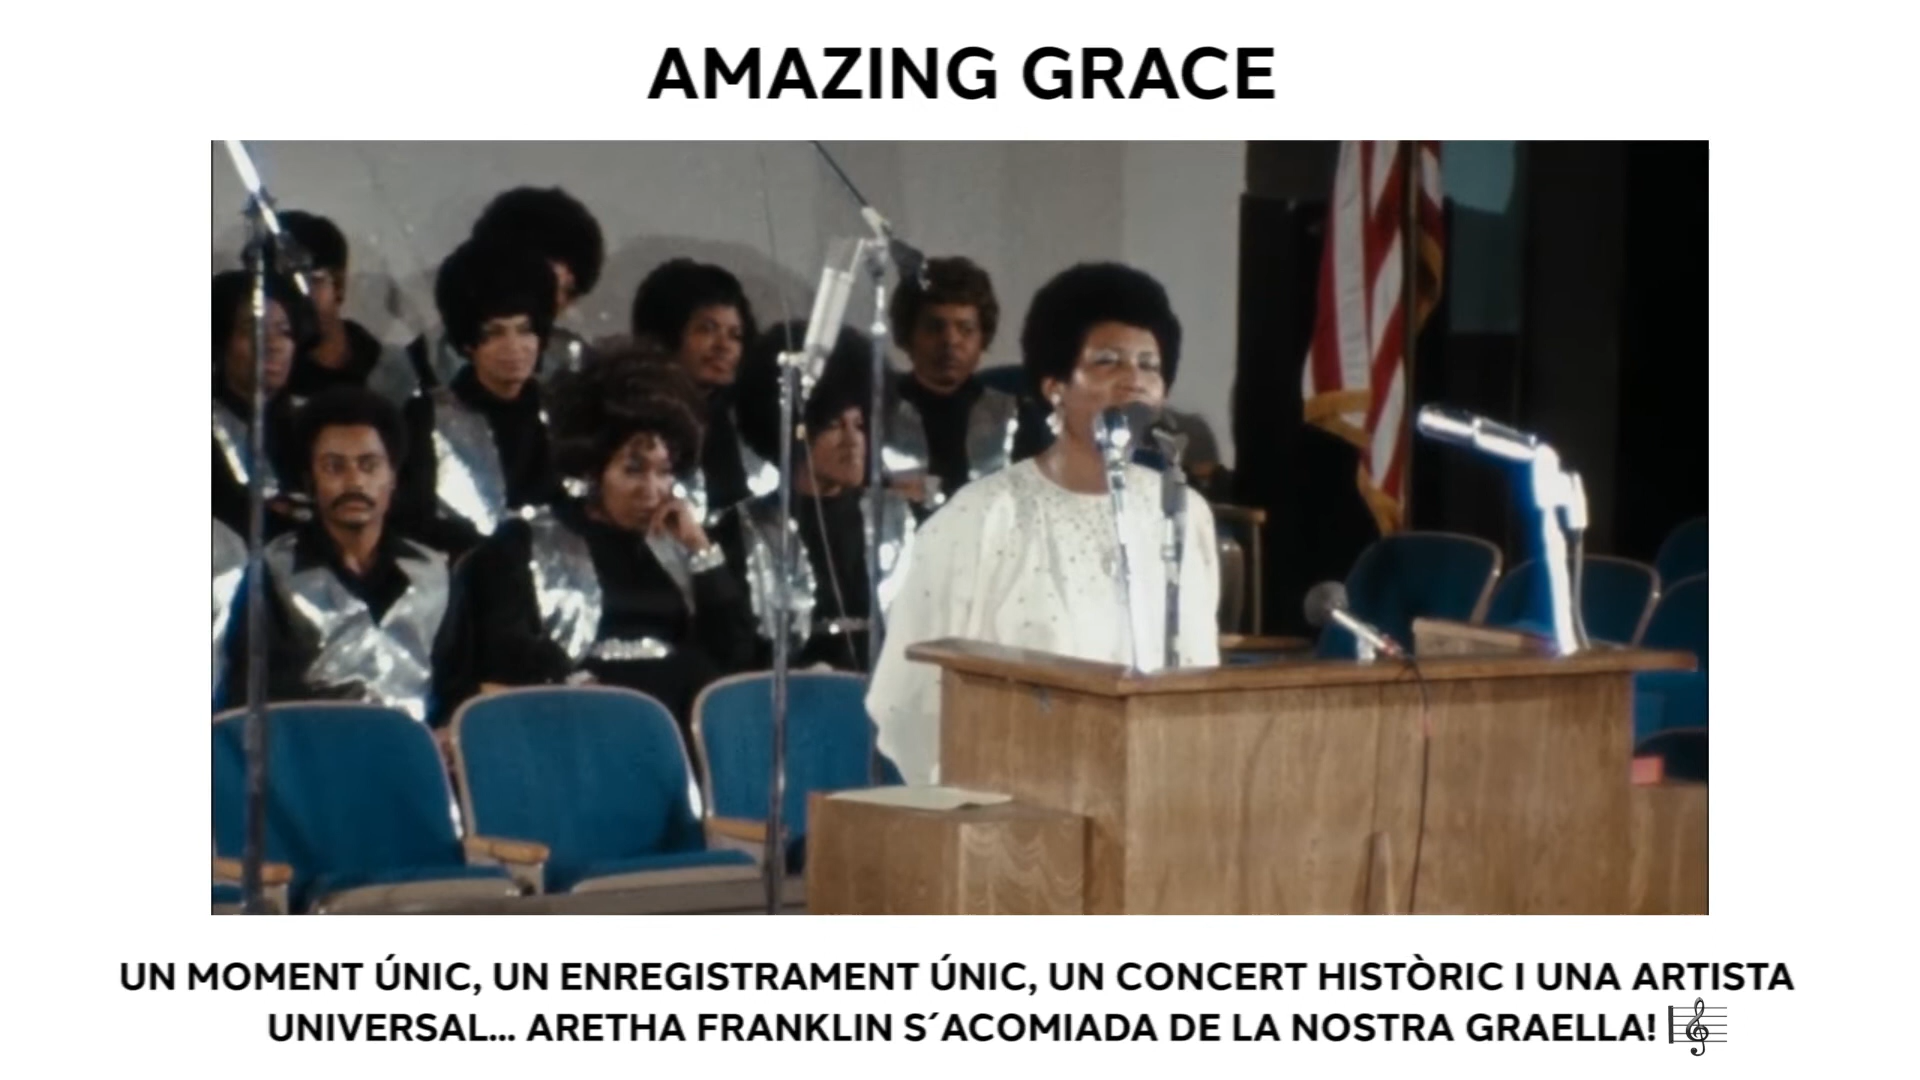 AMAZING GRACE
UN MOMENT ÚNIC, UN ENREGISTRAMENT ÚNIC, UN CONCERT HISTÒRIC I UNA ARTISTA
UNIVERSAL... ARETHA FRANKLIN S´ACOMIADA DE LA NOSTRA GRAELLA! 🎼